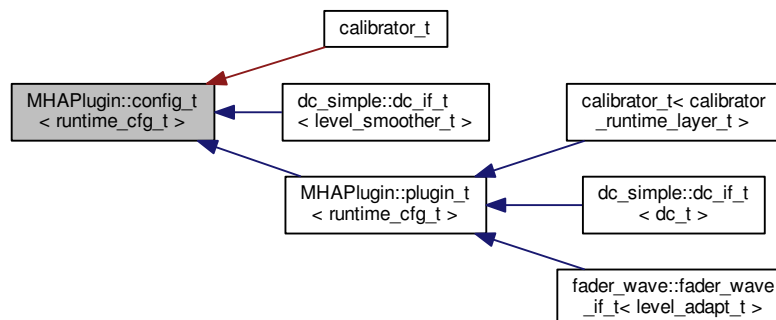 calibrator_t
MHAPlugin::config_t
< runtime_cfg_t >
dc_simple::dc_if_t
< level_smoother_t >
calibrator_t< calibrator
_runtime_layer_t >
MHAPlugin::plugin_t
< runtime_cfg_t >
dc_simple::dc_if_t
< dc_t >
fader_wave::fader_wave
_if_t< level_adapt_t >